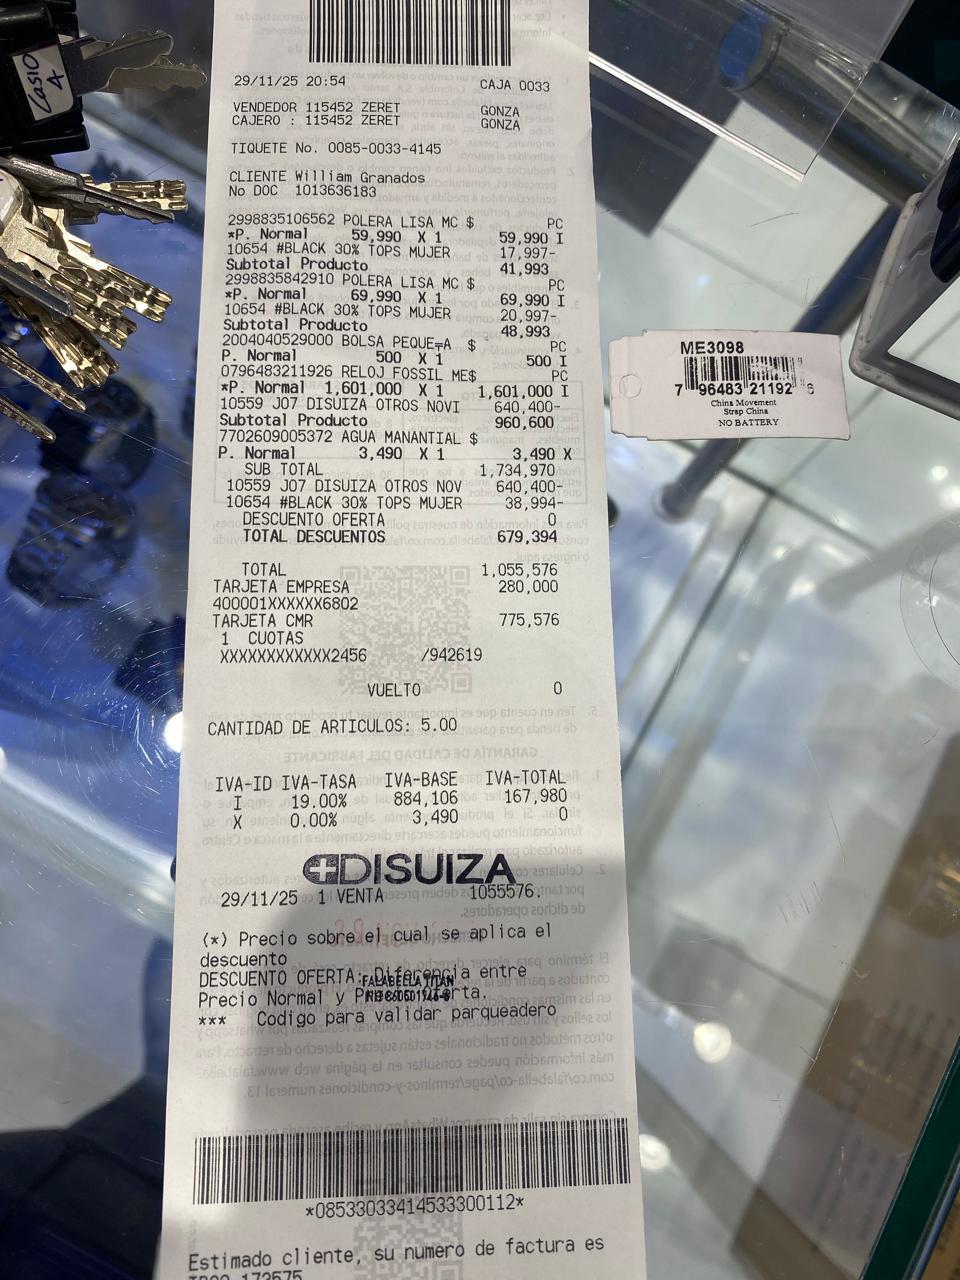 Casio
A
29/11/25 20:54 CAJA 0033
VENDEDOR 115452 ZERET GONZA
CAJERO : 115452 ZERET GONZA
TIQUETE No. 0085-0033-4145
CLIENTE William Granados
No DOC 1013636183
2998835106562 POLERA LISA MC $ PC
*P. Normal 59,990 X 1 59,990 I
10654 #BLACK 30% TOPS MUJER 17,997-
Subtotal Producto 41,993
2998835842910 POLERA LISA MC $ PC
*P. Normal 69,990 X 1 69,990 I
10654 #BLACK 30% TOPS MUJER 20,997-
Subtotal Producto 48,993
2004040529000 BOLSA PEQUE╤A $ PC
P. Normal 500 X 1 500 I
0796483211926 RELOJ FOSSIL ME$ PC
*P. Normal 1,601,000 X 1 1,601,000 I
10559 J07 DISUIZA OTROS NOVI 640,400-
Subtotal Producto 960,600
7702609005372 AGUA MANANTIAL $
P. Normal 3,490 X 1 3,490 X
SUB TOTAL 1,734,970
10559 J07 DISUIZA OTROS NOV 640,400-
10654 #BLACK 30% TOPS MUJER 38,994-
DESCUENTO OFERTA 0
TOTAL DESCUENTOS 679,394
TOTAL 1,055,576
TARJETA EMPRESA 280,000
400001XXXXXX6802
TARJETA CMR 775,576
1 CUOTAS
XXXXXXXXXXXX2456 /942619
VUELTO 0
CANTIDAD DE ARTICULOS: 5.00
IVA-ID IVA-TASA IVA-BASE IVA-TOTAL
I 19.00% 884,106 167,980
X 0.00% 3,490 0
DISUIZA
29/11/25 1 VENTA 1055576.
(*) Precio sobre el cual se aplica el
descuento
DESCUENTO OFERTA: Diferencia entre
Precio Normal y Precio Oferta.
FALABELLA TITAN
*** Codigo para validar parqueadero
*08533033414533300112*
Estimado cliente, su numero de factura es
ME3098
7 96483 21192 6
China Movement
Strap China
NO BATTERY